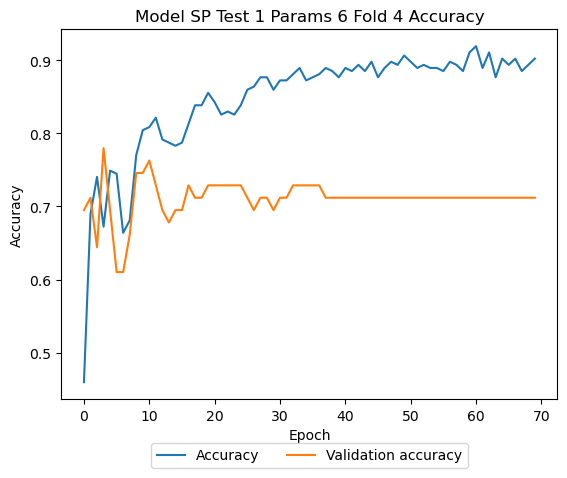 Model SP Test 1 Params 6 Fold 4 Accuracy
Accuracy
0.9
0.8
0.7
0.6
0.5
0 10 20 30 40 50 60 70
Epoch
Accuracy Validation accuracy